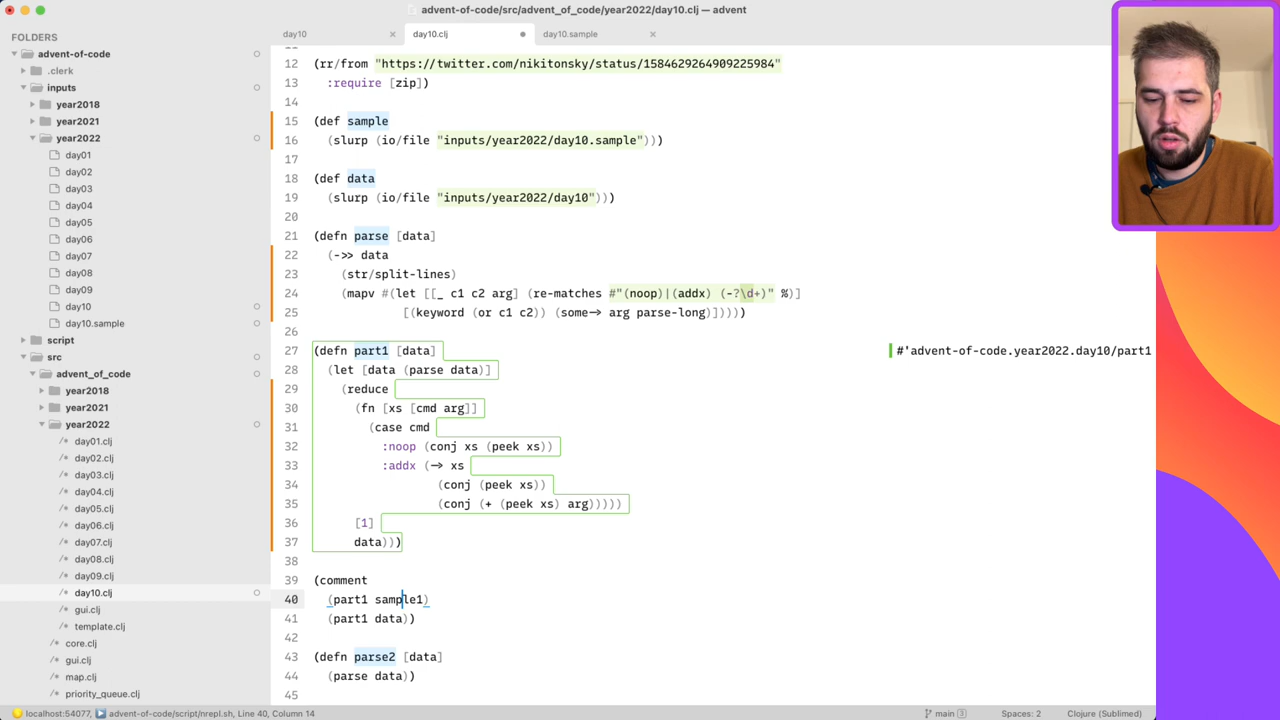 advent-of-code/src/advent_of_code/year2022/day10.clj — advent
FOLDERS
advent-of-code
.clerk
inputs
year2018
year2021
year2022
day01
day02
day03
day04
day05
day06
day07
day08
day09
day10
day10.sample
script
src
advent_of_code
year2018
year2021
year2022
day01.clj
day02.clj
day03.clj
day04.clj
day05.clj
day06.clj
day07.clj
day08.clj
day09.clj
day10.clj
gui.clj
template.clj
core.clj
gui.clj
map.clj
priority_queue.clj
day10
day10.clj
day10.sample
12 (rr/from "https://twitter.com/nikitonsky/status/1584629264909225984"
13 :require [zip])
14
15 (def sample
16 (slurp (io/file "inputs/year2022/day10.sample")))
17
18 (def data
19 (slurp (io/file "inputs/year2022/day10")))
20
21 (defn parse [data]
22 (->> data
23 (str/split-lines)
24 (mapv #(let [[_ c1 c2 arg] (re-matches #"(noop)|(addx) (-?\d+)" %)]
25 [(keyword (or c1 c2)) (some-> arg parse-long)]))))
26
27 (defn part1 [data] #'advent-of-code.year2022.day10/part1
28 (let [data (parse data)]
29 (reduce
30 (fn [xs [cmd arg]]
31 (case cmd
32 :noop (conj xs (peek xs))
33 :addx (-> xs
34 (conj (peek xs))
35 (conj (+ (peek xs) arg)))))
36 [1]
37 data)))
38
39 (comment
40 (part1 sample1)
41 (part1 data))
42
43 (defn parse2 [data]
44 (parse data))
45
localhost:54077, advent-of-code/script/nrepl.sh, Line 40, Column 14
main 3
Spaces: 2
Clojure (Sublimed)